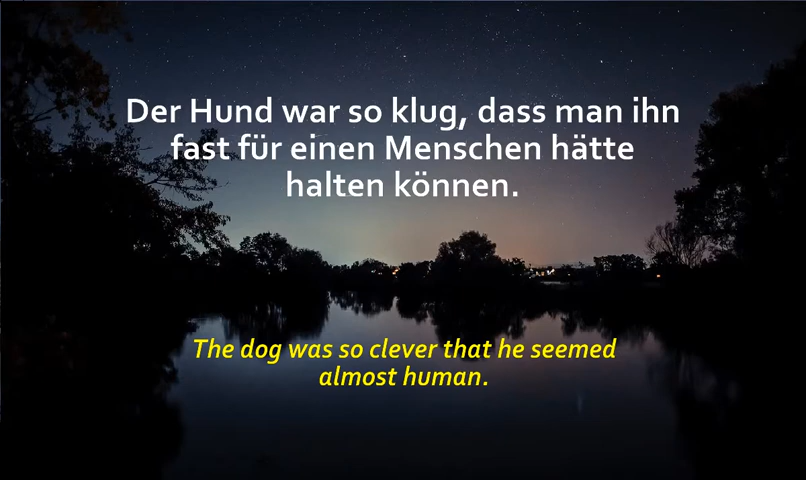 Der Hund war so klug, dass man ihn
fast für einen Menschen hätte
halten können.
The dog was so clever that he seemed
almost human.